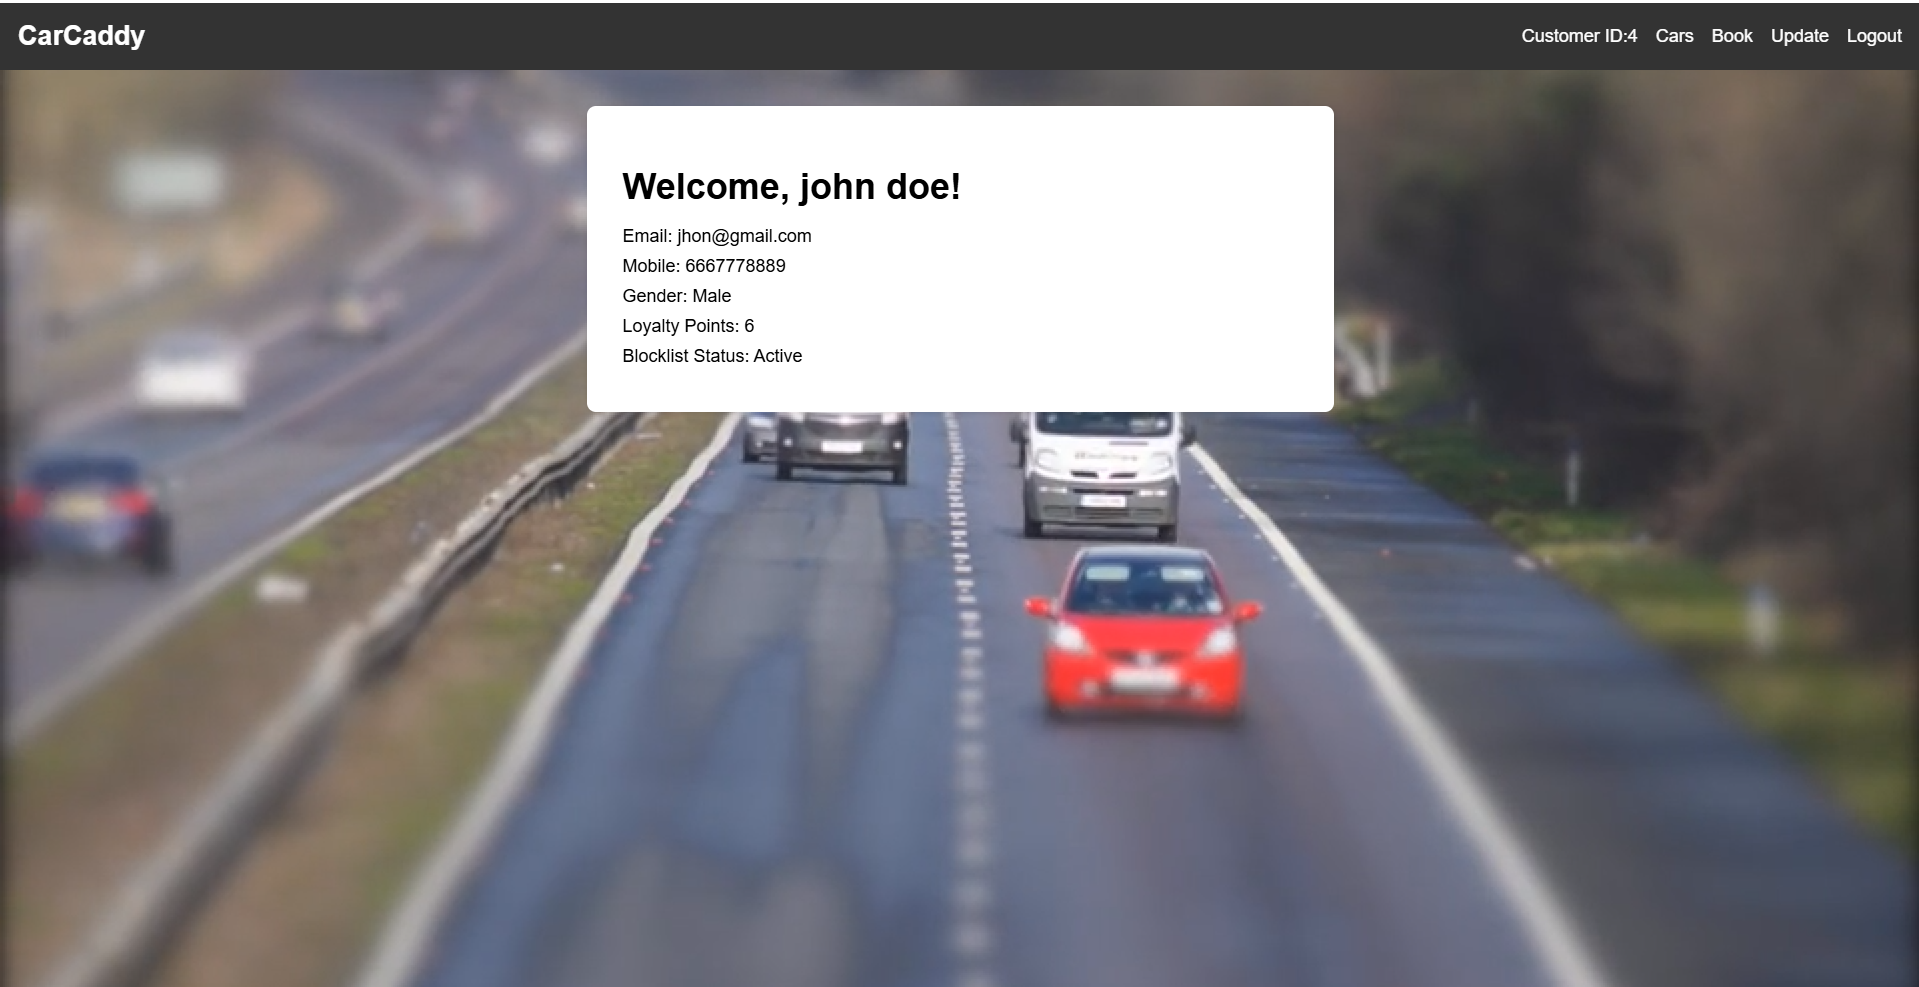 CarCaddy
Customer ID:4 Cars Book Update Logout
Welcome, john doe!
Email: jhon@gmail.com
Mobile: 6667778889
Gender: Male
Loyalty Points: 6
Blocklist Status: Active